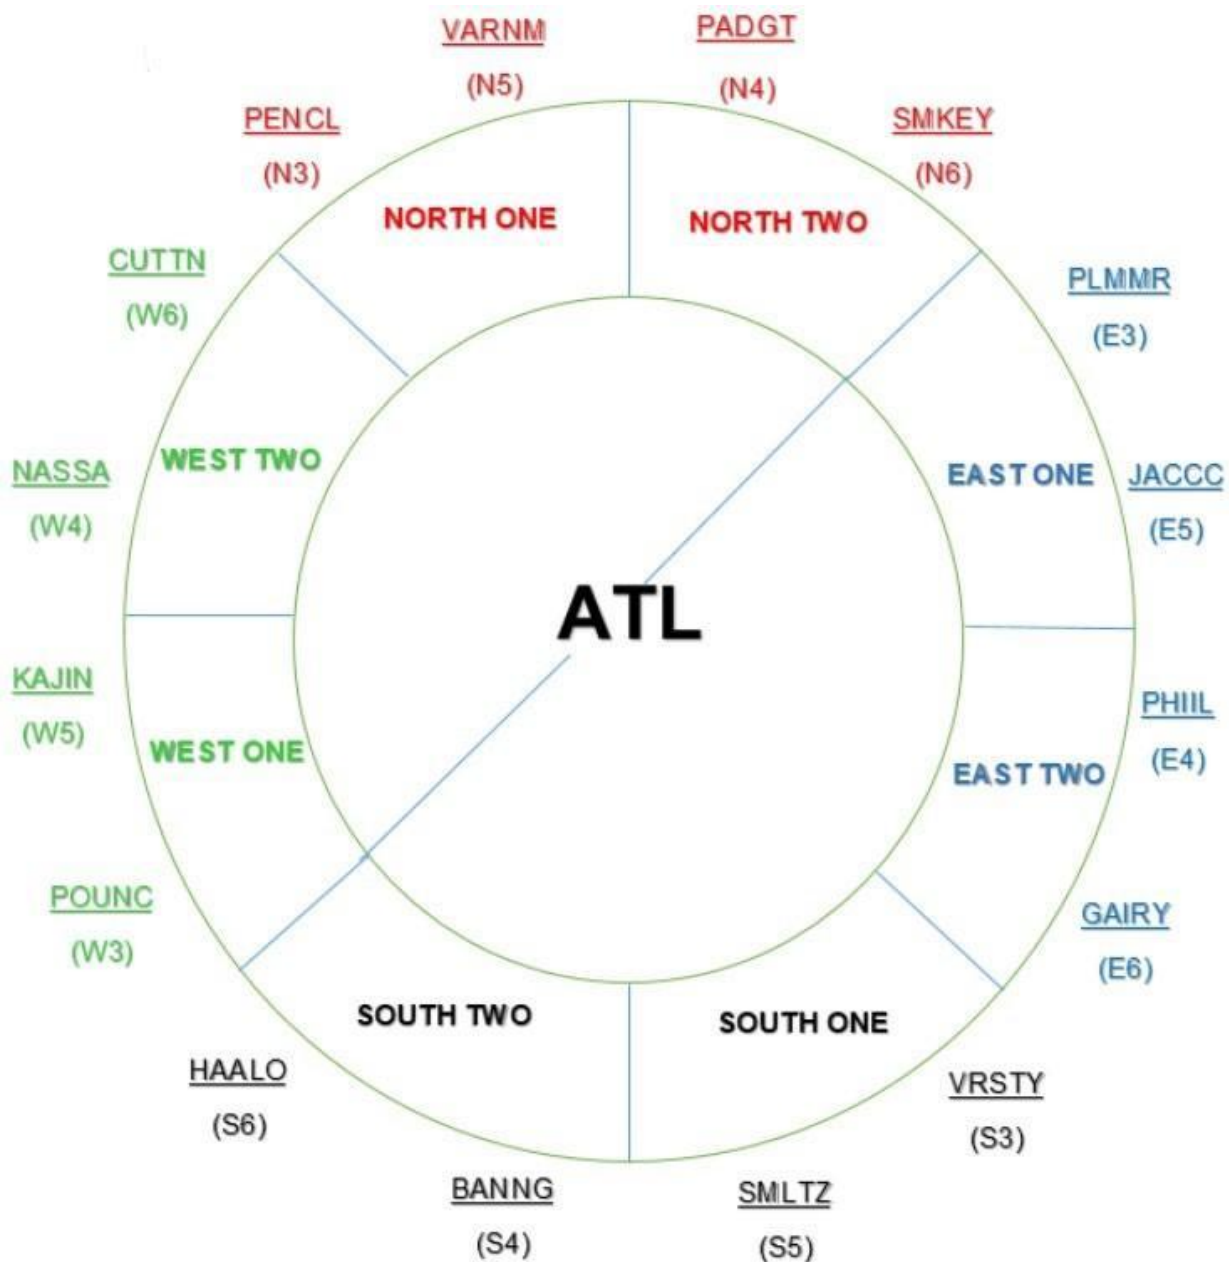 VARNM
(N5)
PADGT
(N4)
PENCL
(N3)
SMKEY
(N6)
NORTH ONE
NORTH TWO
CUTTN
(W6)
PLMMR
(E3)
WEST TWO
NASSA
(W4)
EAST ONE
JACCC
(E5)
ATL
KAJIN
(W5)
WEST ONE
PHIIL
(E4)
EAST TWO
POUNC
(W3)
GAIRY
(E6)
SOUTH TWO
SOUTH ONE
HAALO
(S6)
VRSTY
(S3)
BANNG
(S4)
SMLTZ
(S5)